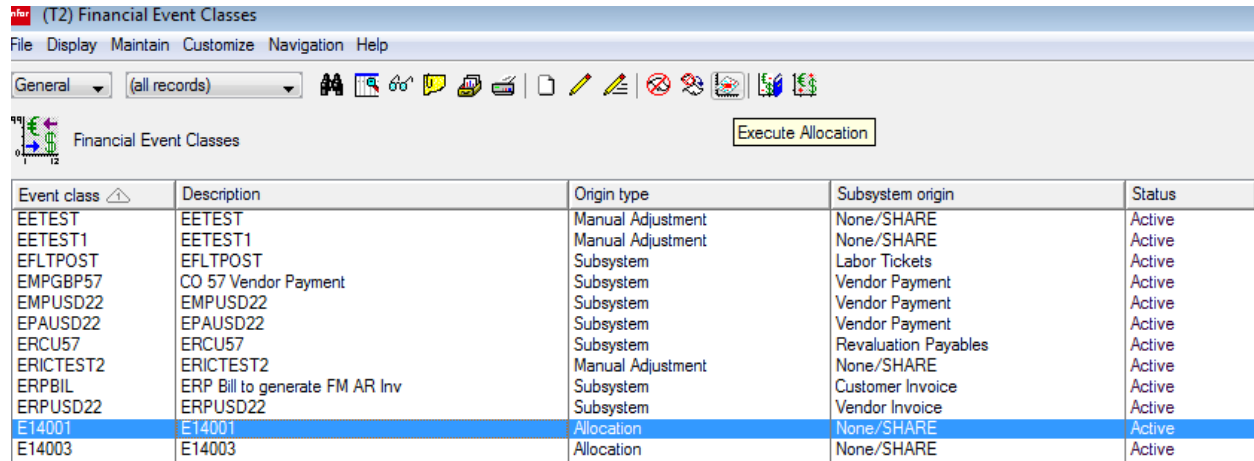 infor (T2) Financial Event Classes
File Display Maintain Customize Navigation Help
General (all records)
Execute Allocation
Financial Event Classes
Event class 1 Description Origin type Subsystem origin Status
EETEST EETEST Manual Adjustment None/SHARE Active
EETEST1 EETEST1 Manual Adjustment None/SHARE Active
EFLTPOST EFLTPOST Subsystem Labor Tickets Active
EMPGBP57 CO 57 Vendor Payment Subsystem Vendor Payment Active
EMPUSD22 EMPUSD22 Subsystem Vendor Payment Active
EPAUSD22 EPAUSD22 Subsystem Vendor Payment Active
ERCU57 ERCU57 Subsystem Revaluation Payables Active
ERICTEST2 ERICTEST2 Manual Adjustment None/SHARE Active
ERPBIL ERP Bill to generate FM AR Inv Subsystem Customer Invoice Active
ERPUSD22 ERPUSD22 Subsystem Vendor Invoice Active
E14001 E14001 Allocation None/SHARE Active
E14003 E14003 Allocation None/SHARE Active